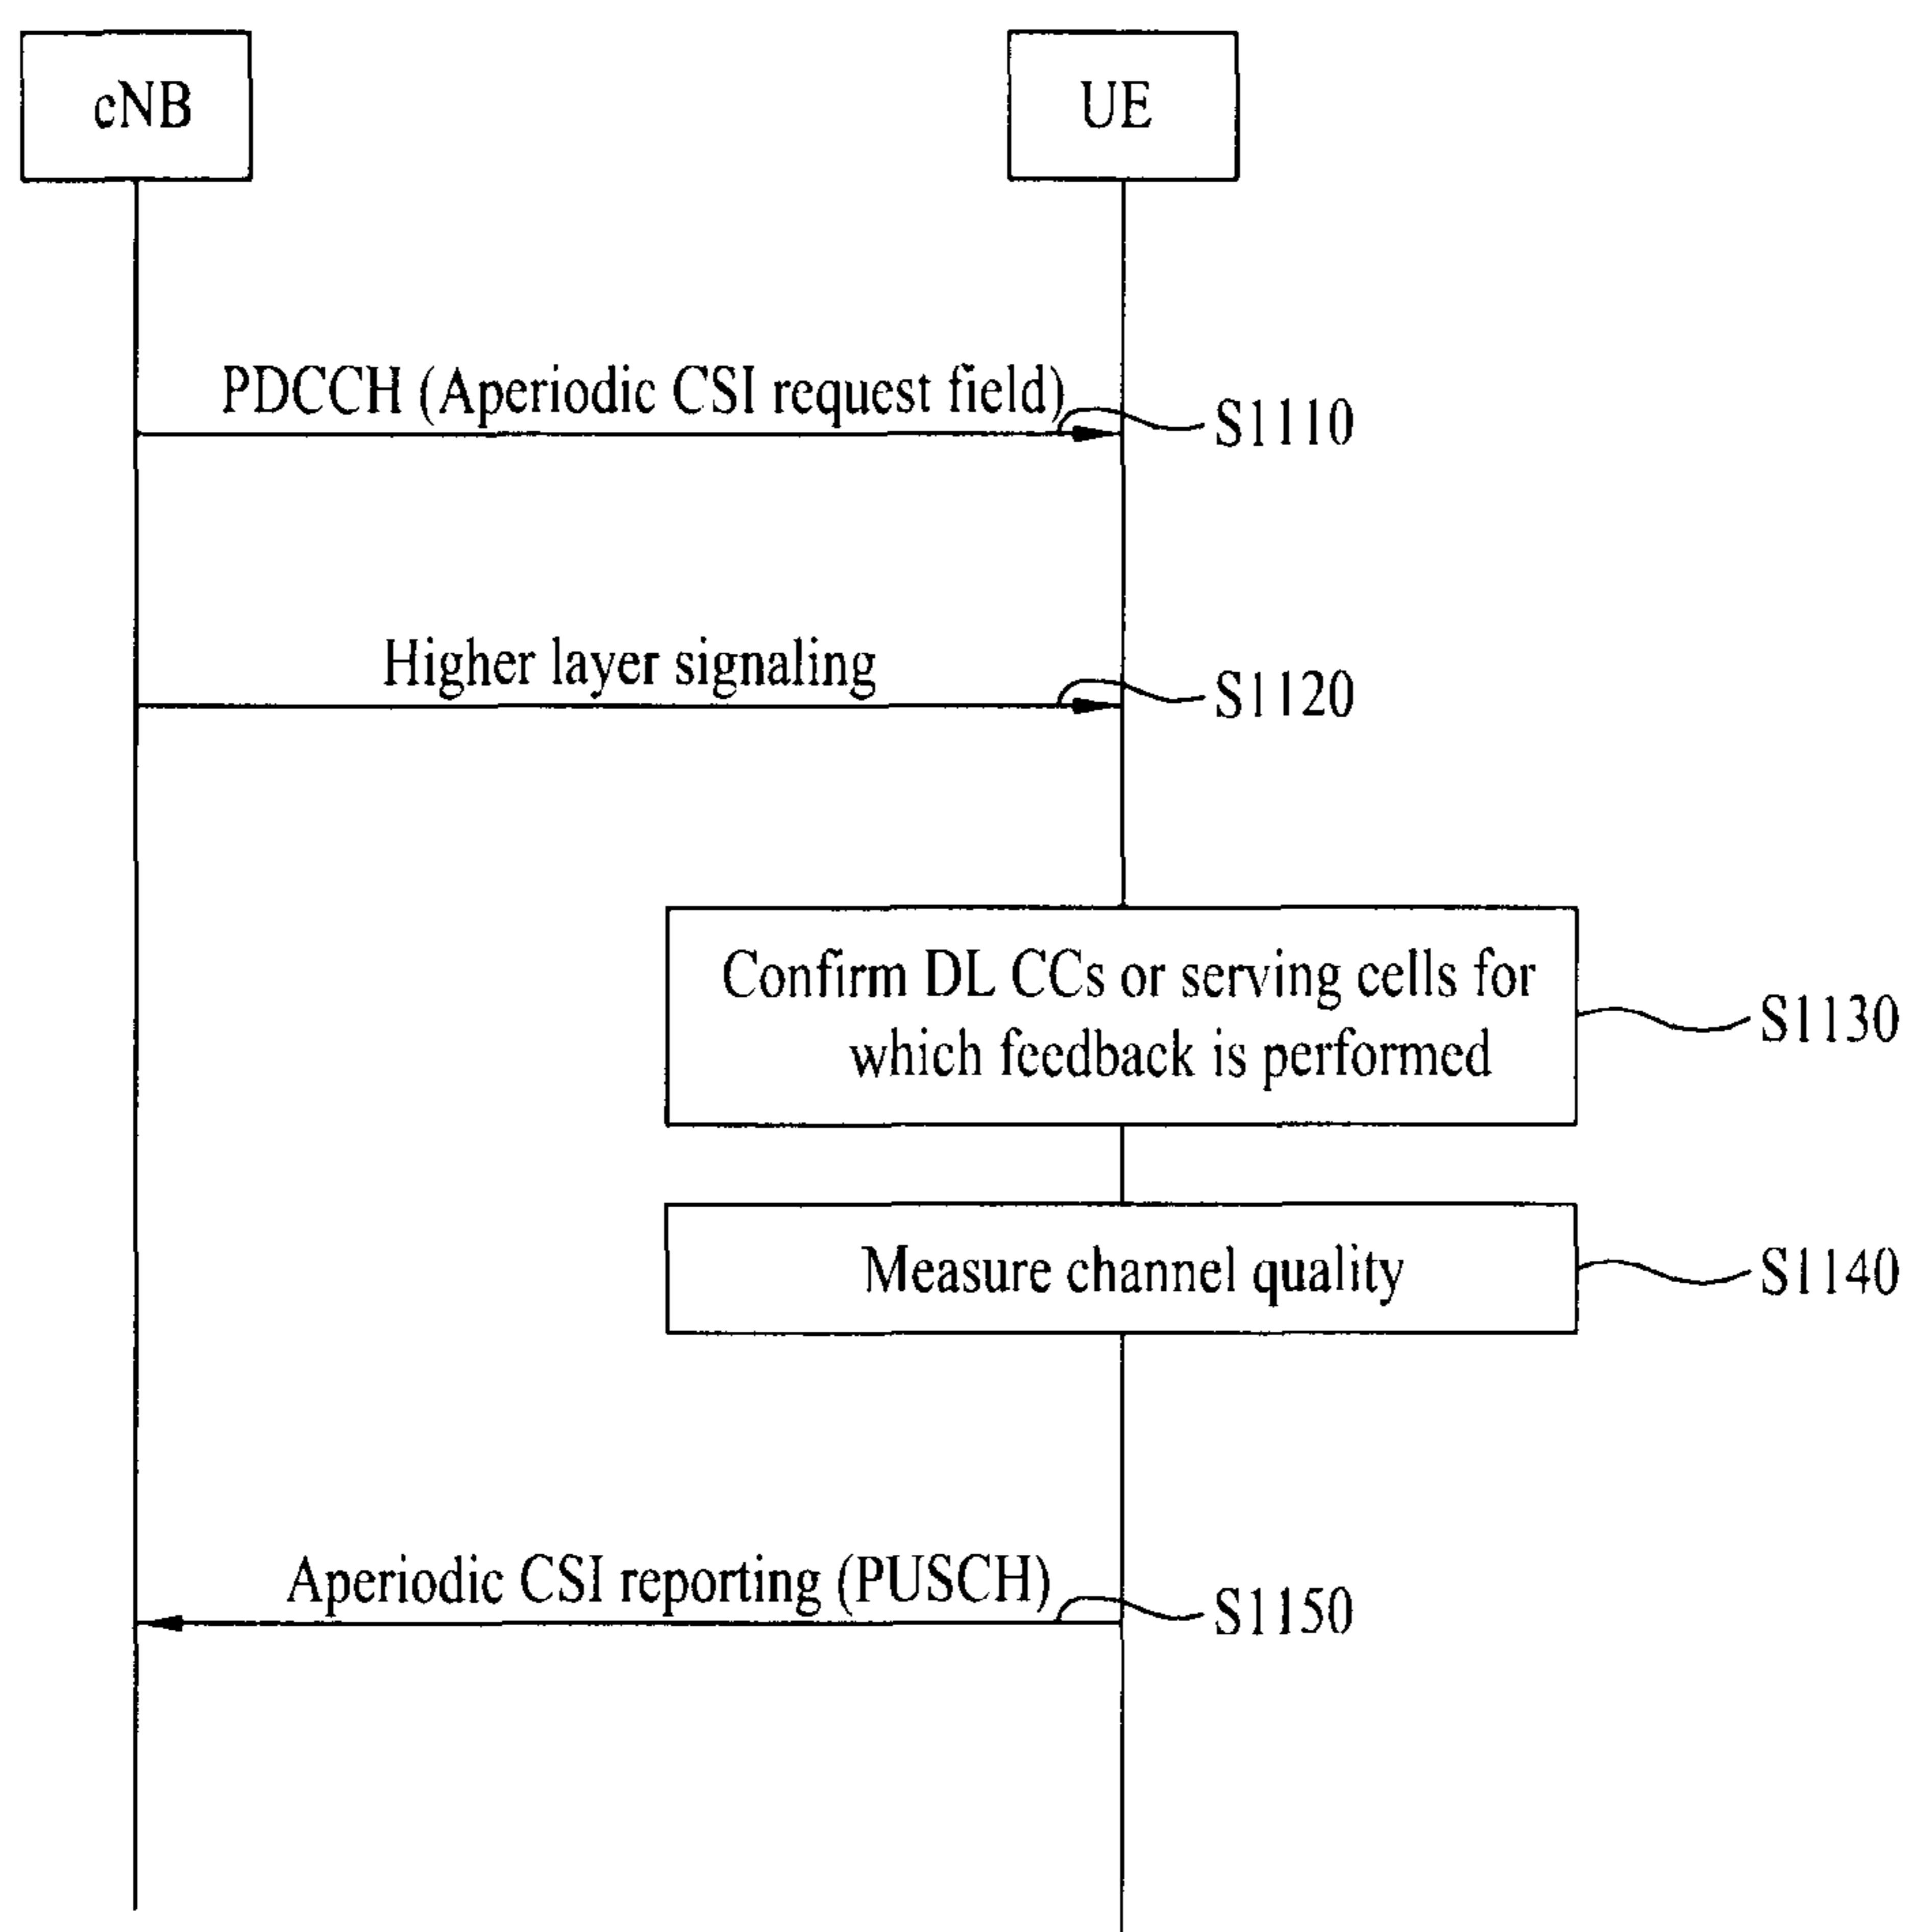 cNB
UE
PDCCH (Aperiodic CSI request field)
S1110
Higher layer signaling
S1120
Confirm DL CCs or serving cells for
which feedback is performed
S1130
Measure channel quality
S1140
Aperiodic CSI reporting (PUSCH)
S1150